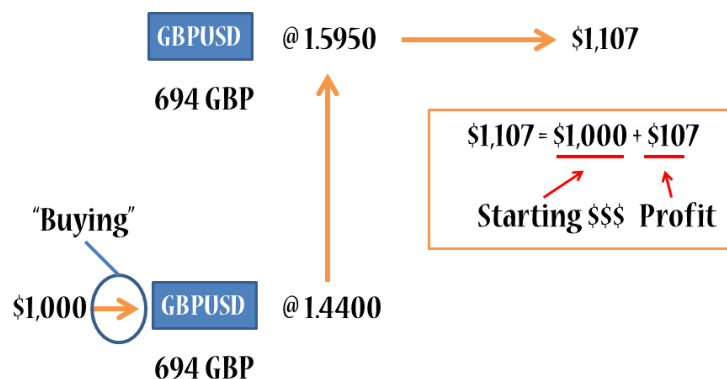 GBPUSD @ 1.5950 $1,107
694 GBP
$1,107 = $1,000 + $107
Starting $$$ Profit
"Buying"
$1,000 GBPUSD @ 1.4400
694 GBP